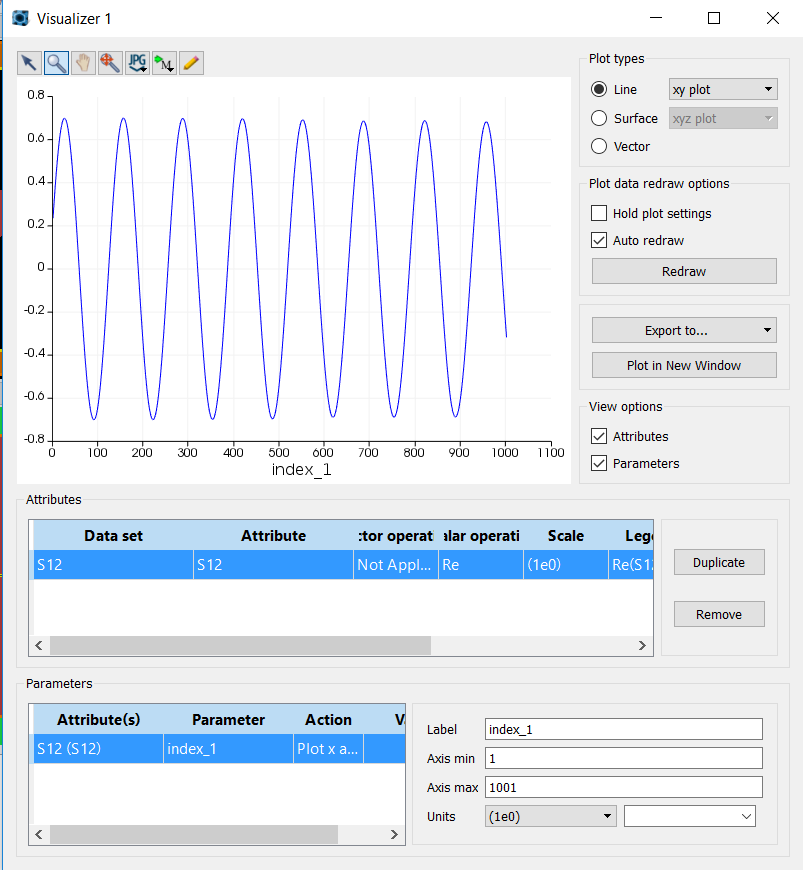 Visualizer 1
JPG
M
0.8
0.6
0.4
0.2
0
-0.2
-0.4
-0.6
-0.8
0 100 200 300 400 500 600 700 800 900 1000 1100
index_1
Plot types
Line xy plot
Surface xyz plot
Vector
Plot data redraw options
Hold plot settings
Auto redraw
Redraw
Export to...
Plot in New Window
View options
Attributes
Parameters
Attributes
Data set Attribute :tor operat alar operati Scale Lege
S12 S12 Not Appl... Re (1e0) Re(S12
Duplicate
Remove
Parameters
Attribute(s) Parameter Action V
S12 (S12) index_1 Plot x a...
Label index_1
Axis min 1
Axis max 1001
Units (1e0)